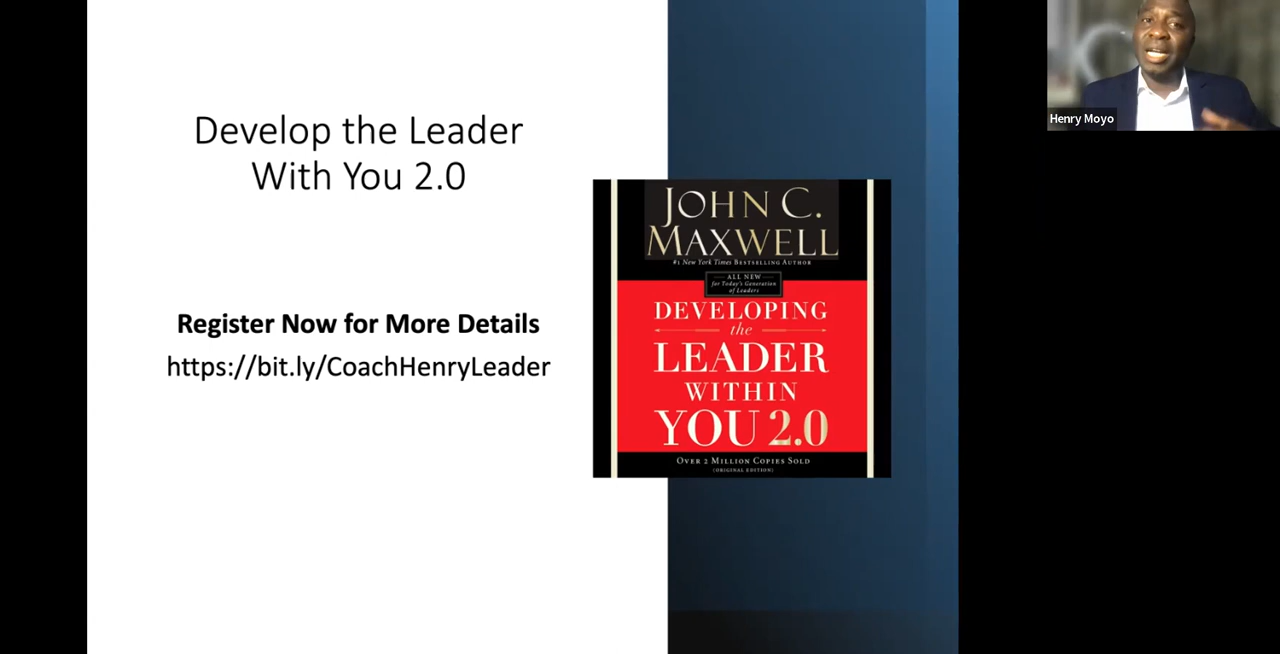 Develop the Leader
With You 2.0
Register Now for More Details
https://bit.ly/CoachHenryLeader
JOHN C.
MAXWELL
#1 New York Times BESTSELLING AUTHOR
ALL NEW
for Today's Generation
of Leaders
DEVELOPING
the
LEADER
WITHIN
YOU 2.0
OVER 2 MILLION COPIES SOLD
(ORIGINAL EDITION)
Henry Moyo